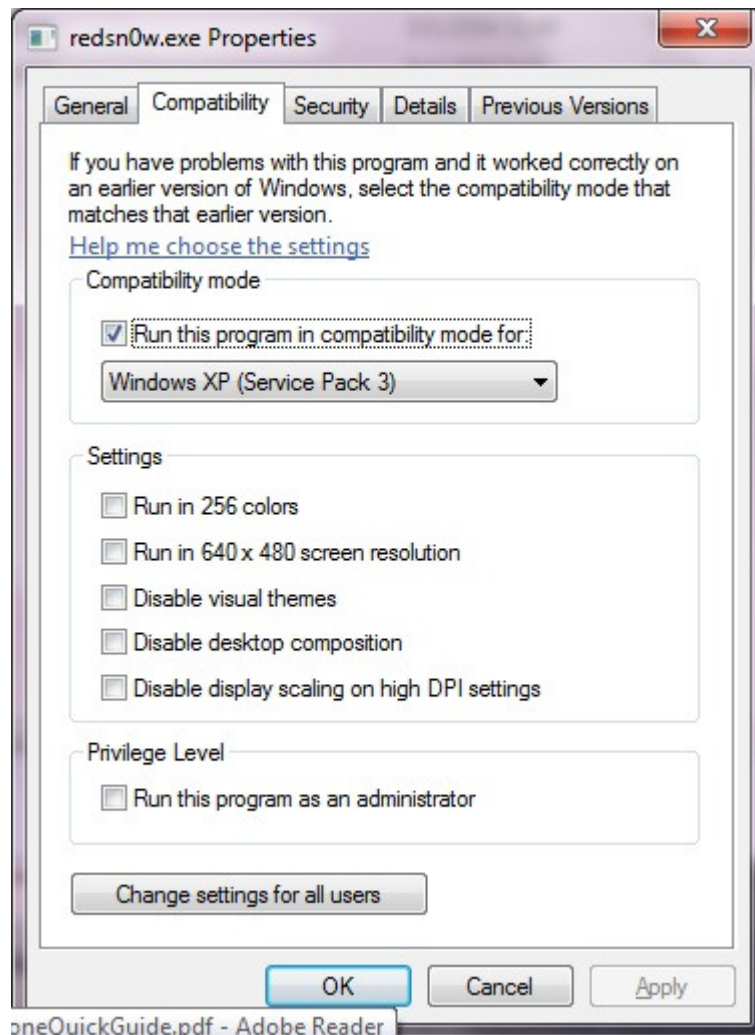 redsn0w.exe Properties
General Compatibility Security Details Previous Versions
If you have problems with this program and it worked correctly on
an earlier version of Windows, select the compatibility mode that
matches that earlier version.
Help me choose the settings
Compatibility mode
Run this program in compatibility mode for:
Windows XP (Service Pack 3)
Settings
Run in 256 colors
Run in 640 x 480 screen resolution
Disable visual themes
Disable desktop composition
Disable display scaling on high DPI settings
Privilege Level
Run this program as an administrator
Change settings for all users
OK Cancel Apply
oneQuickGuide.pdf - Adobe Reader